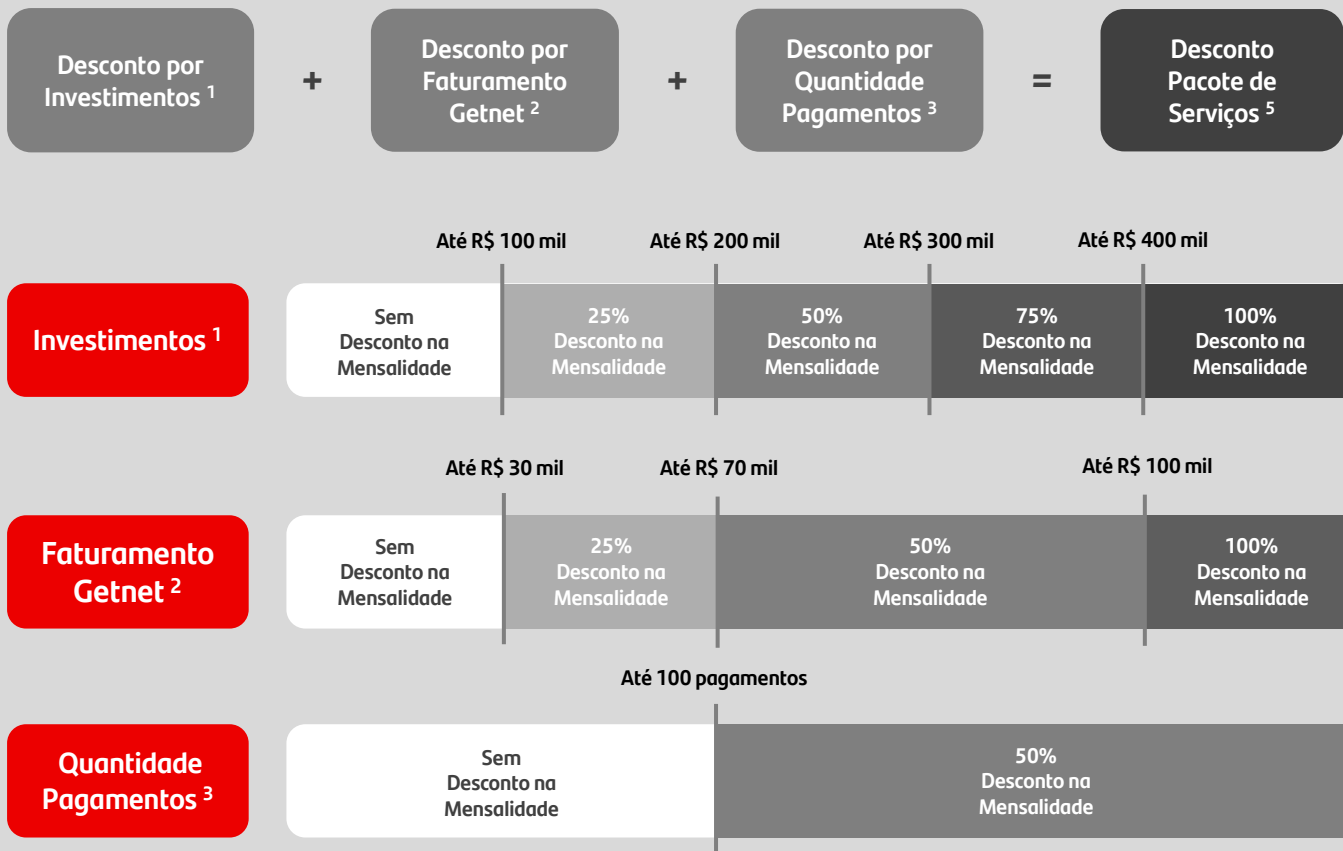 Desconto por
Investimentos ¹
+
Desconto por
Faturamento
Getnet ²
+
Desconto por
Quantidade
Pagamentos ³
=
Desconto
Pacote de
Serviços ⁵
Até R$ 100 mil
Até R$ 200 mil
Até R$ 300 mil
Até R$ 400 mil
Investimentos ¹
Sem
Desconto na
Mensalidade
25%
Desconto na
Mensalidade
50%
Desconto na
Mensalidade
75%
Desconto na
Mensalidade
100%
Desconto na
Mensalidade
Até R$ 30 mil
Até R$ 70 mil
Até R$ 100 mil
Faturamento
Getnet ²
Sem
Desconto na
Mensalidade
25%
Desconto na
Mensalidade
50%
Desconto na
Mensalidade
100%
Desconto na
Mensalidade
Até 100 pagamentos
Quantidade
Pagamentos ³
Sem
Desconto na
Mensalidade
50%
Desconto na
Mensalidade